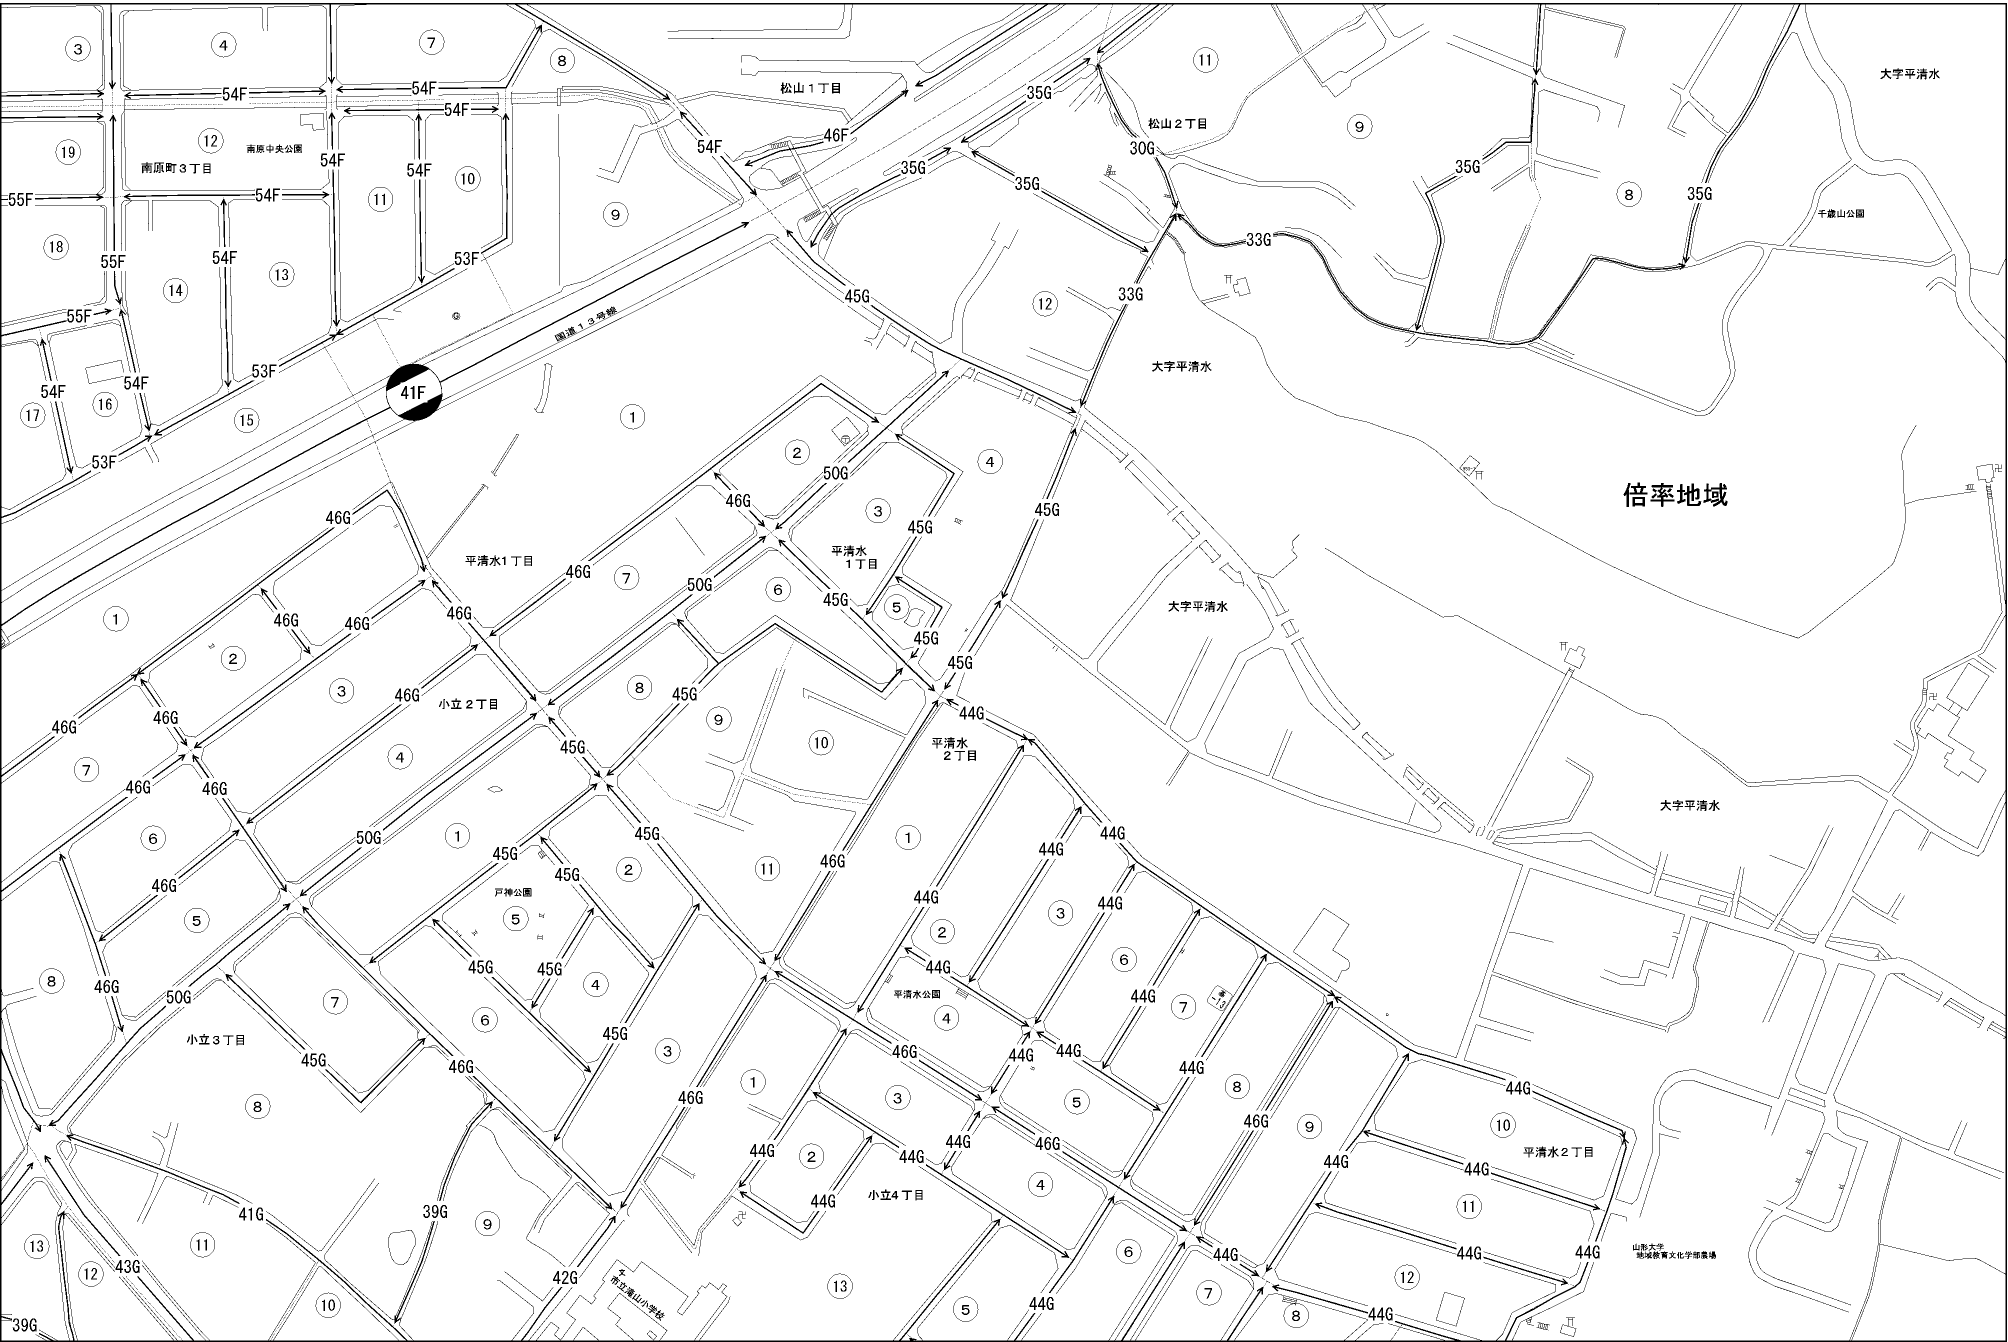 ③
④
⑦
⑧
⑪
大字平清水
松山１丁目
54F
54F
35G
⑨
松山２丁目
54F
46F
⑫
南原中央公園
⑲
南原町３丁目
54F
54F
54F
30G
⑩
35G
35G
35G
⑧
35G
55F
54F
⑪
⑨
千歳山公園
⑱
55F
54F
⑬
53F
33G
⑭
45G
33G
⑫
55F
国道１３号線
大字平清水
54F
54F
53F
41F
⑯
⑰
⑮
①
53F
②
④
50G
倍率地域
46G
③
45G
46G
45G
平清水１丁目
平清水
１丁目
46G
⑦
50G
⑥
45G
⑤
大字平清水
①
46G
46G
46G
45G
②
45G
③
46G
⑧
45G
小立２丁目
46G
46G
⑨
44G
45G
⑩
平清水
２丁目
⑦
④
46G
46G
大字平清水
50G
①
45G
44G
⑥
①
45G
44G
46G
⑪
②
45G
46G
戸神公園
⑤
44G
44G
⑤
③
②
⑥
45G
45G
44G
⑧
46G
④
50G
⑦
平清水公園
44G
⑦
⑥
④
小立３丁目
45G
45G
③
46G
44G
44G
46G
①
44G
⑧
44G
⑧
46G
③
⑤
46G
⑨
⑩
44G
46G
44G
平清水２丁目
②
44G
44G
44G
④
小立４丁目
44G
44G
⑪
41G
39G
⑨
⑬
⑪
⑥
44G
44G
44G
山形大学
地域教育文化学部農場
43G
⑫
42G
市立滝山小学校
⑬
⑦
⑫
⑩
44G
⑤
⑧
44G
39G